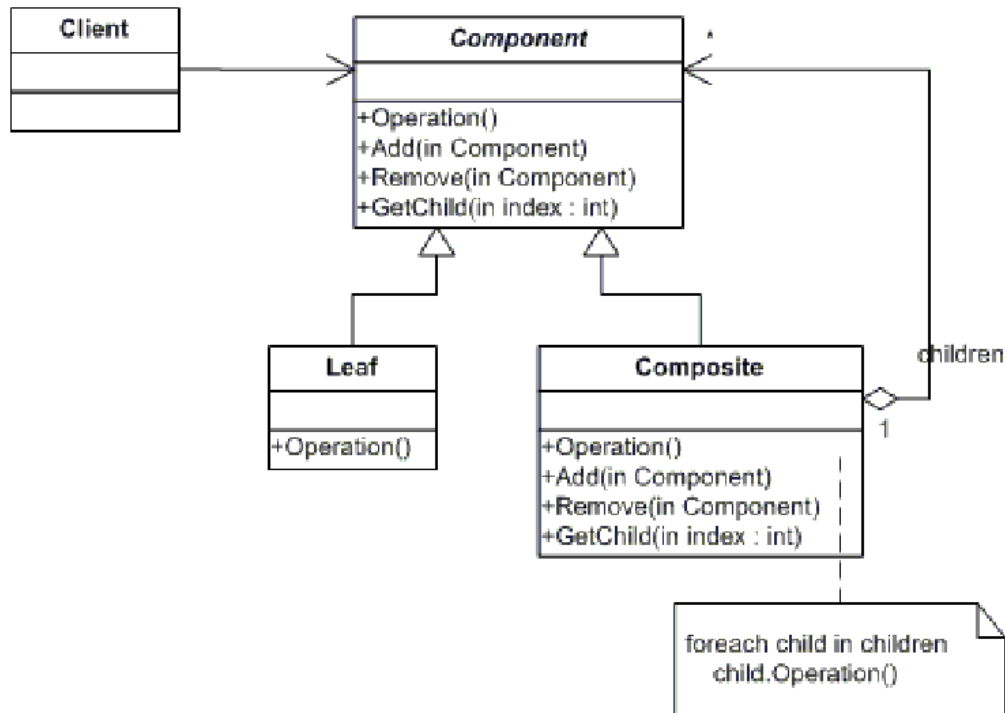 Client
Component
*
+Operation()
+Add(in Component)
+Remove(in Component)
+GetChild(in index : int)
children
Leaf
+Operation()
Composite
1
+Operation()
+Add(in Component)
+Remove(in Component)
+GetChild(in index : int)
foreach child in children
child.Operation()